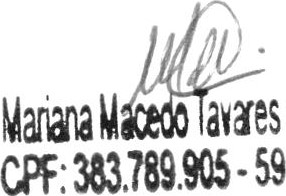 Mariana Macedo Tavares
CPF: 383.789.905 - 59